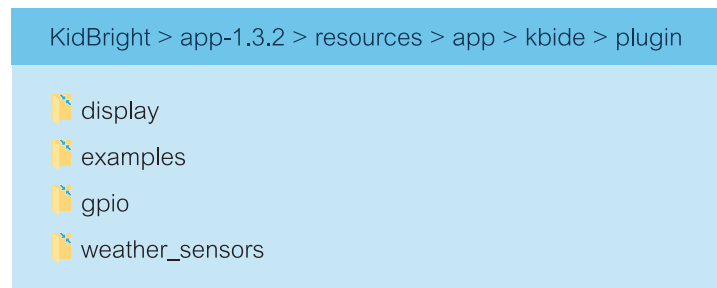 KidBright > app-1.3.2 > resources > app > kbide > plugin
display
examples
gpio
weather_sensors